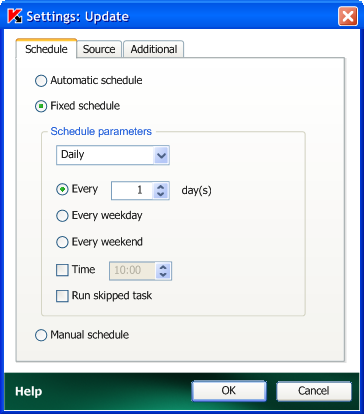 Settings: Update
Schedule Source Additional
Automatic schedule
Fixed schedule
Schedule parameters
Daily
Every 1 day(s)
Every weekday
Every weekend
Time 10:00
Run skipped task
Manual schedule
Help OK Cancel